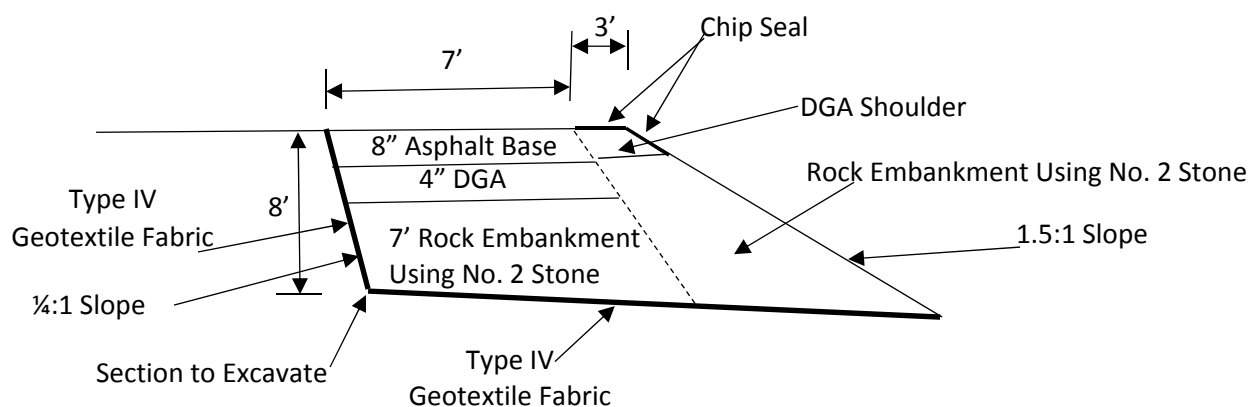 3’
Chip Seal
7’
DGA Shoulder
8” Asphalt Base
4” DGA
Rock Embankment Using No. 2 Stone
Type IV
Geotextile Fabric
8’
7’ Rock Embankment
Using No. 2 Stone
1.5:1 Slope
¼:1 Slope
Section to Excavate
Type IV
Geotextile Fabric